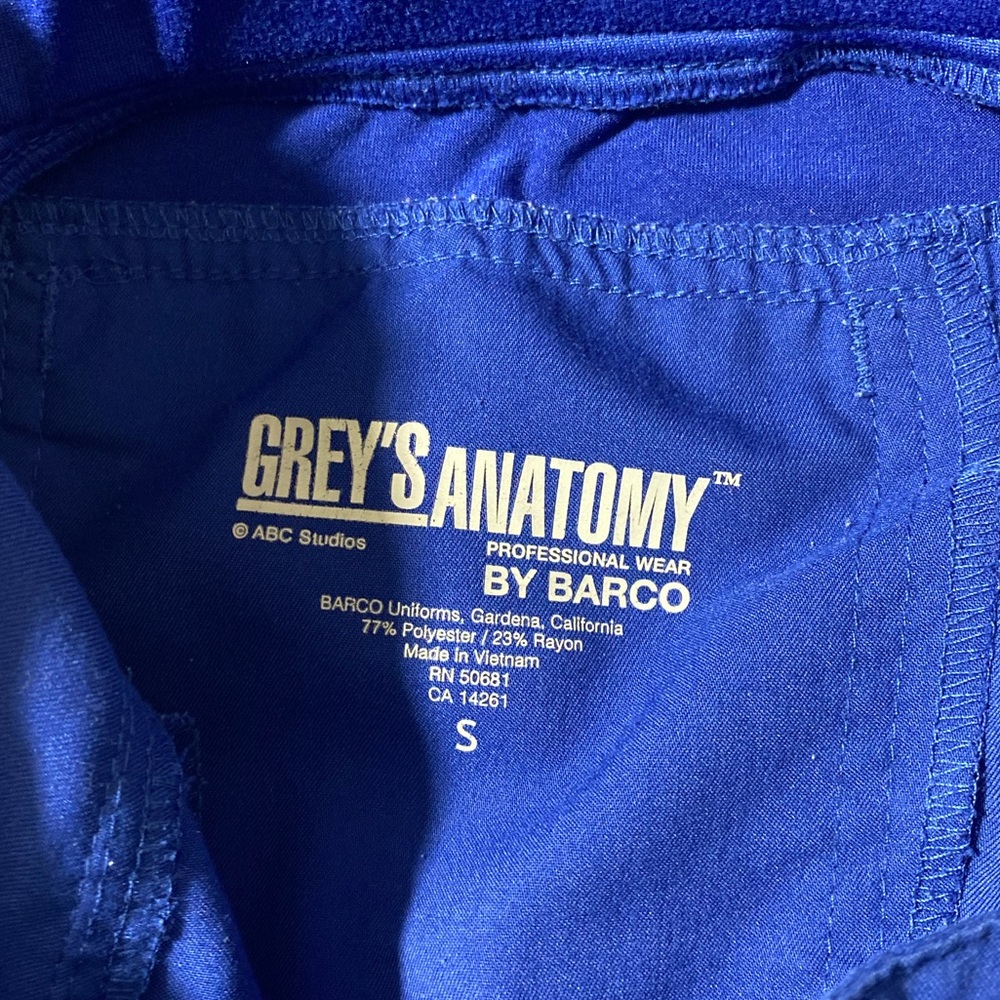 GREY'S ANATOMY™
© ABC Studios
PROFESSIONAL WEAR
BY BARCO
BARCO Uniforms, Gardena, California
77% Polyester / 23% Rayon
Made in Vietnam
RN 50681
CA 14261
S